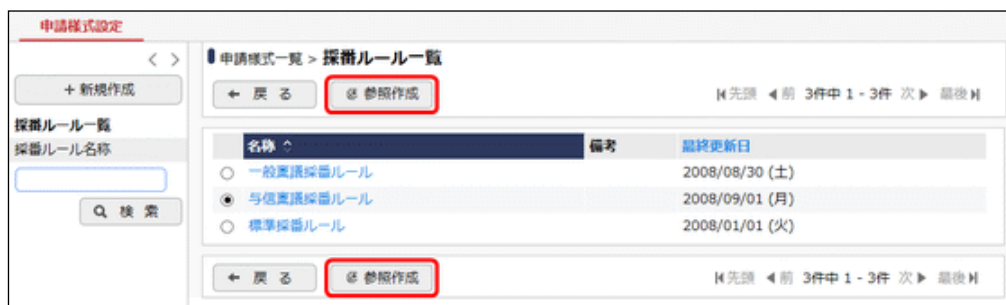 申請様式設定
< >
+ 新規作成
採番ルール一覧
採番ルール名称
検 索
申請様式一覧 > 採番ルール一覧
← 戻 る 参照作成 先頭 前 3件中 1 - 3件 次 最後
名称 備考 最終更新日
一般稟議採番ルール 2008/08/30 (土)
与信稟議採番ルール 2008/09/01 (月)
標準採番ルール 2008/01/01 (火)
← 戻 る 参照作成 先頭 前 3件中 1 - 3件 次 最後